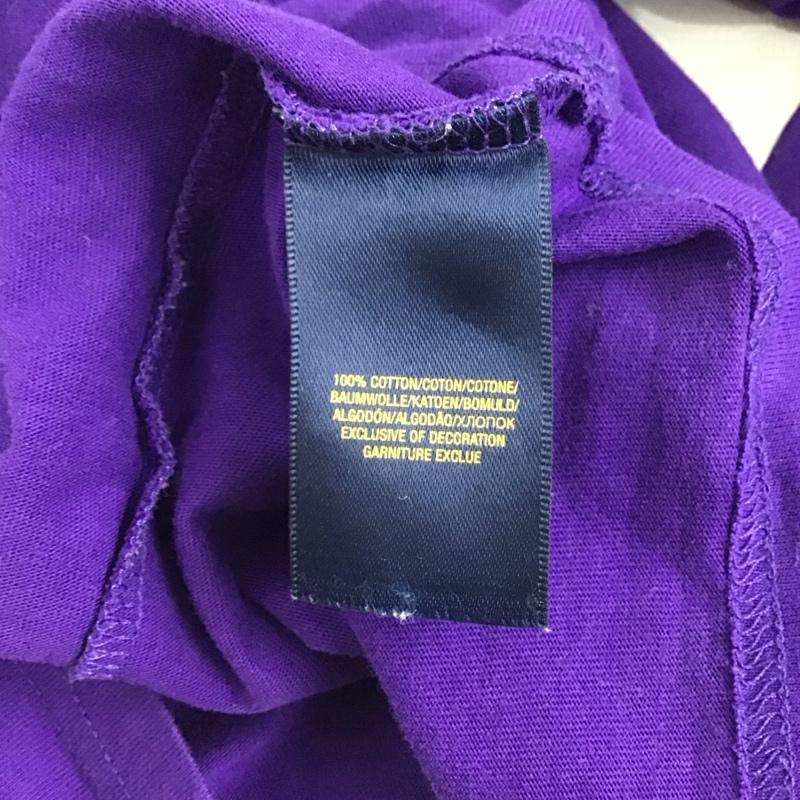 100% COTTON/COTON/COTONE/
BAUMWOLLE/KATOEN/BOMULD/
ALGODÓN/ALGODÃO/ХЛОПОК
EXCLUSIVE OF DECORATION
GARNITURE EXCLUE